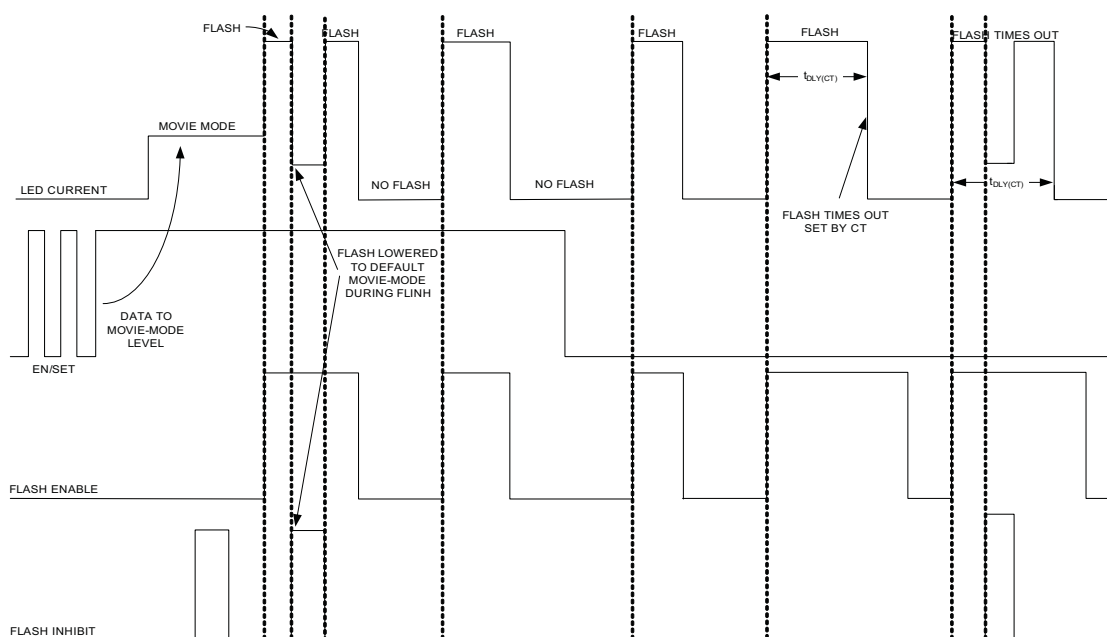 FLASH
FLASH
FLASH
FLASH
FLASH
FLASH TIMES OUT
tDLY(CT)
MOVIE MODE
LED CURRENT
NO FLASH
NO FLASH
tDLY(CT)
FLASH TIMES OUT
SET BY CT
FLASH LOWERED
TO DEFAULT
MOVIE-MODE
DURING FLINH
DATA TO
MOVIE-MODE
LEVEL
EN/SET
FLASH ENABLE
FLASH INHIBIT